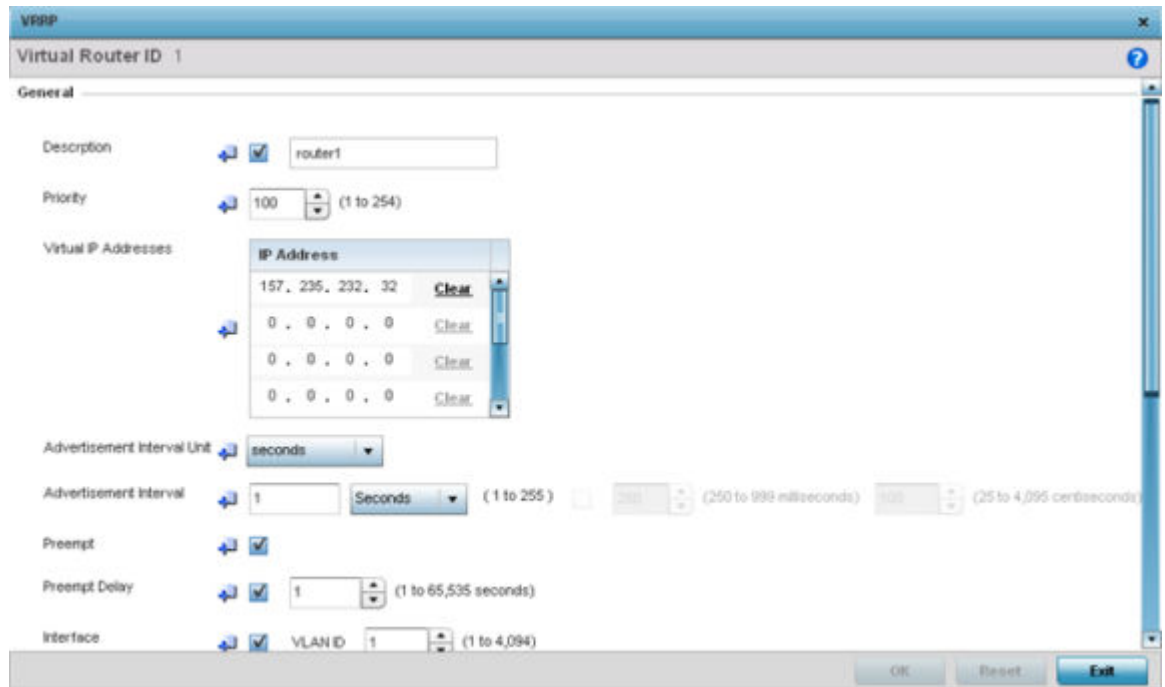 VRRP
Virtual Router ID 1
General
Descrption router1
Priority 100 (1 to 254)
Virtual IP Addresses
IP Address
157. 235. 232. 32 Clear
0 . 0 . 0 . 0 Clear
0 . 0 . 0 . 0 Clear
0 . 0 . 0 . 0 Clear
Advertisement Interval Unit seconds
Advertisement Interval 1 Seconds ( 1 to 255 ) (250 to 999 milliseconds) (25 to 4,095 centiseconds)
Preempt
Preempt Delay 1 (1 to 65,535 seconds)
Interface VLAN ID 1 (1 to 4,094)
OK Reset Exit